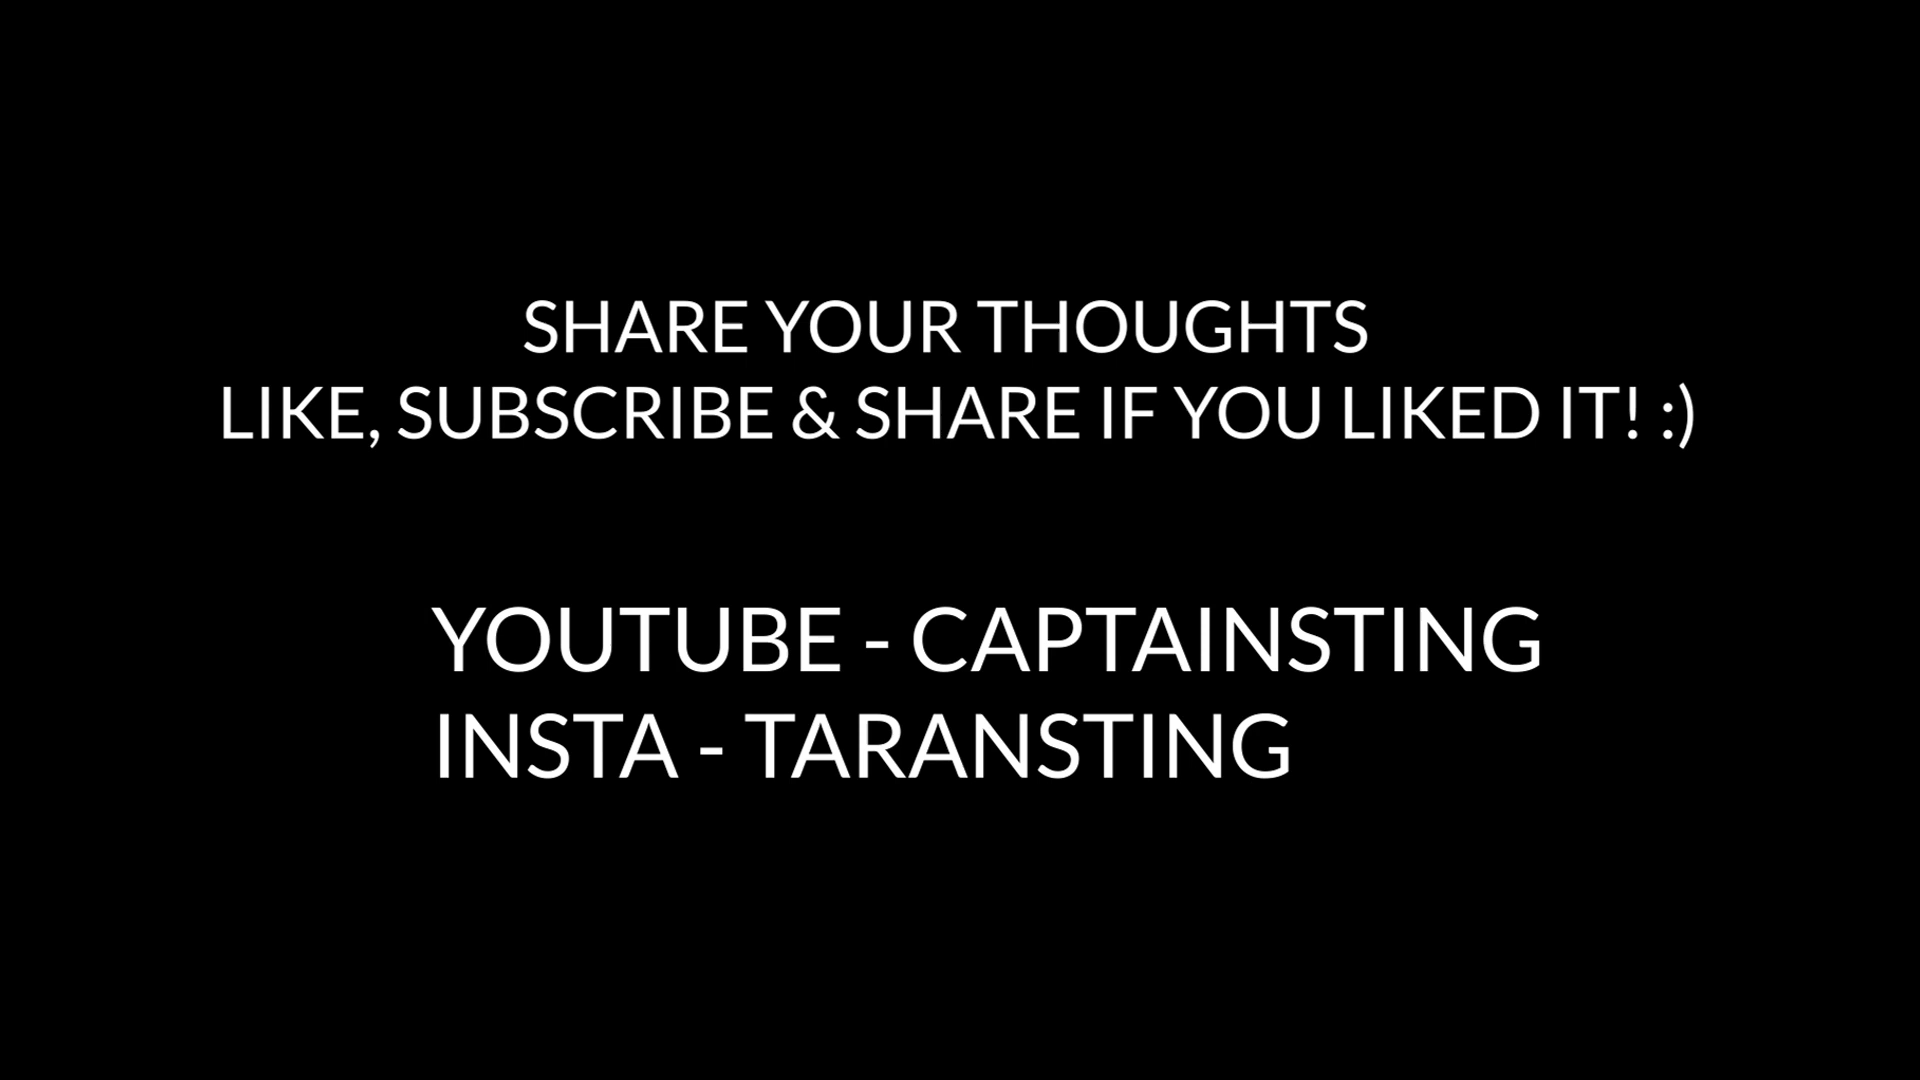 SHARE YOUR THOUGHTS
LIKE, SUBSCRIBE & SHARE IF YOU LIKED IT! :)
YOUTUBE - CAPTAINSTING
INSTA - TARANSTING